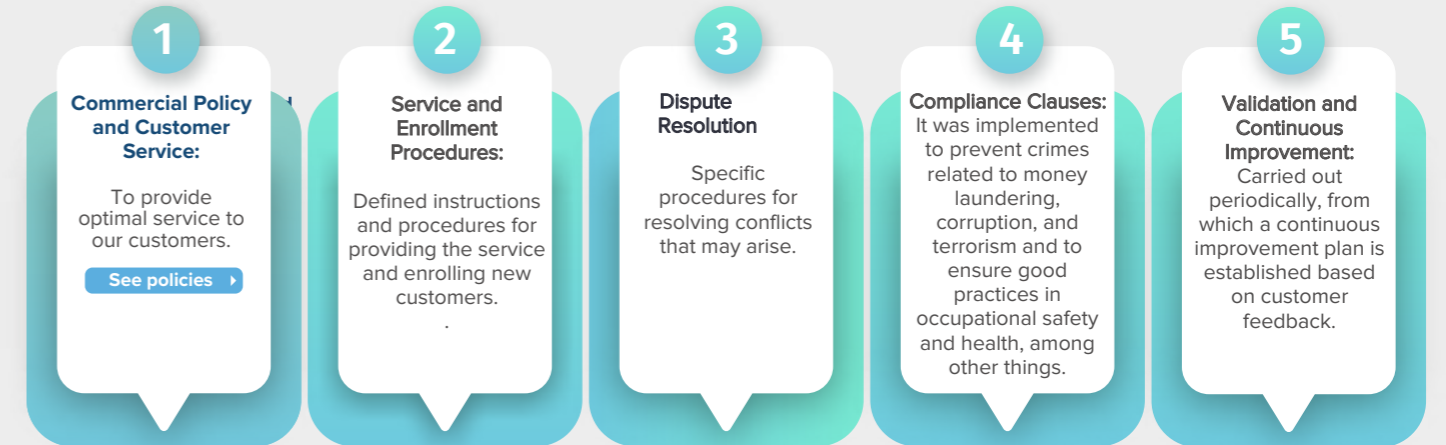 1
Commercial Policy
and Customer
Service:
To provide
optimal service to
our customers.
See policies
2
Service and
Enrollment
Procedures:
Defined instructions
and procedures for
providing the service
and enrolling new
customers.
.
3
Dispute
Resolution
Specific
procedures for
resolving conflicts
that may arise.
4
Compliance Clauses:
It was implemented
to prevent crimes
related to money
laundering,
corruption, and
terrorism and to
ensure good
practices in
occupational safety
and health, among
other things.
5
Validation and
Continuous
Improvement:
Carried out
periodically, from
which a continuous
improvement plan is
established based
on customer
feedback.